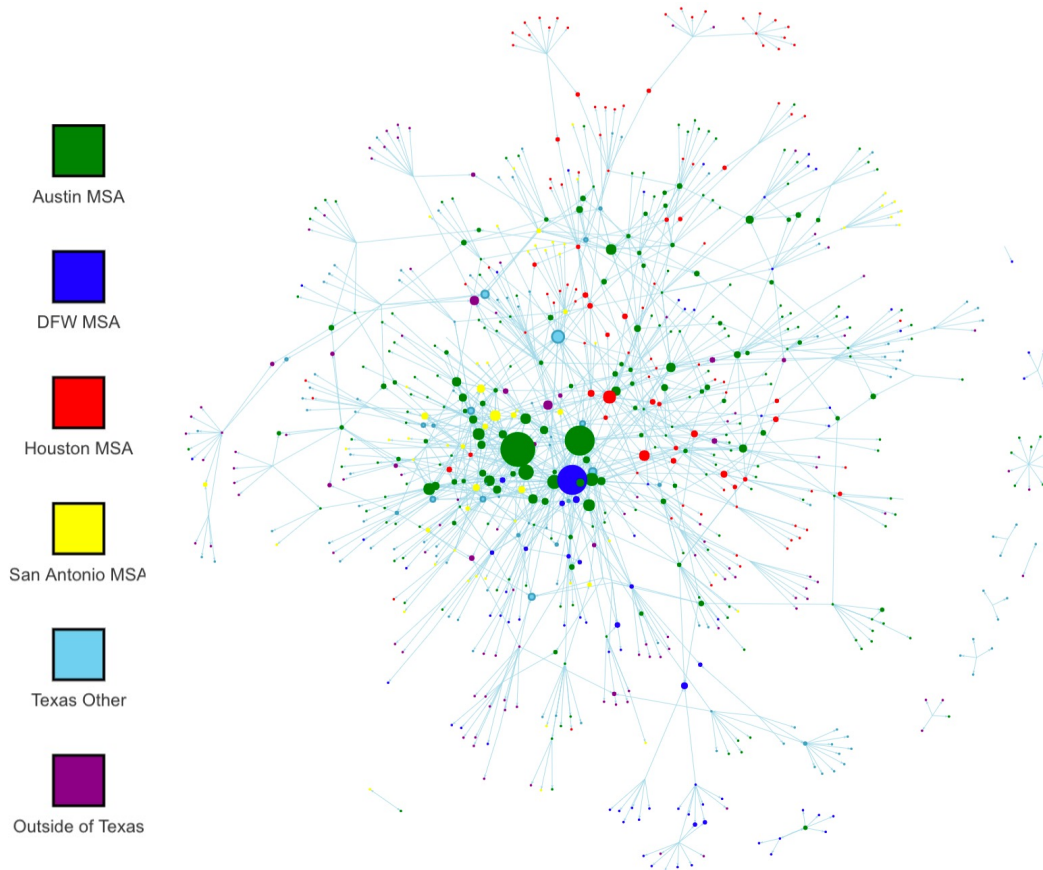 Austin MSA
DFW MSA
Houston MSA
San Antonio MSA
Texas Other
Outside of Texas